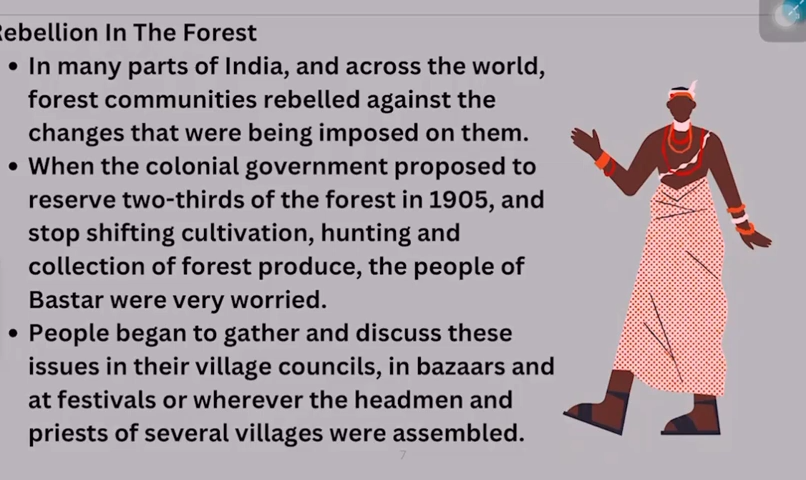 Rebellion In The Forest
• In many parts of India, and across the world,
forest communities rebelled against the
changes that were being imposed on them.
• When the colonial government proposed to
reserve two-thirds of the forest in 1905, and
stop shifting cultivation, hunting and
collection of forest produce, the people of
Bastar were very worried.
• People began to gather and discuss these
issues in their village councils, in bazaars and
at festivals or wherever the headmen and
priests of several villages were assembled.
7